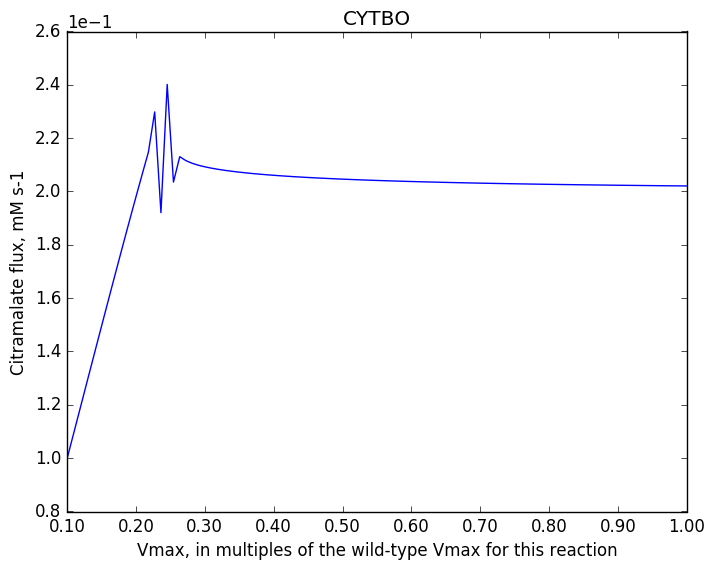 CYTBO
1e−1
2.6
2.4
2.2
2.0
1.8
1.6
1.4
1.2
1.0
0.8
Citramalate flux, mM s-1
0.10 0.20 0.30 0.40 0.50 0.60 0.70 0.80 0.90 1.00
Vmax, in multiples of the wild-type Vmax for this reaction